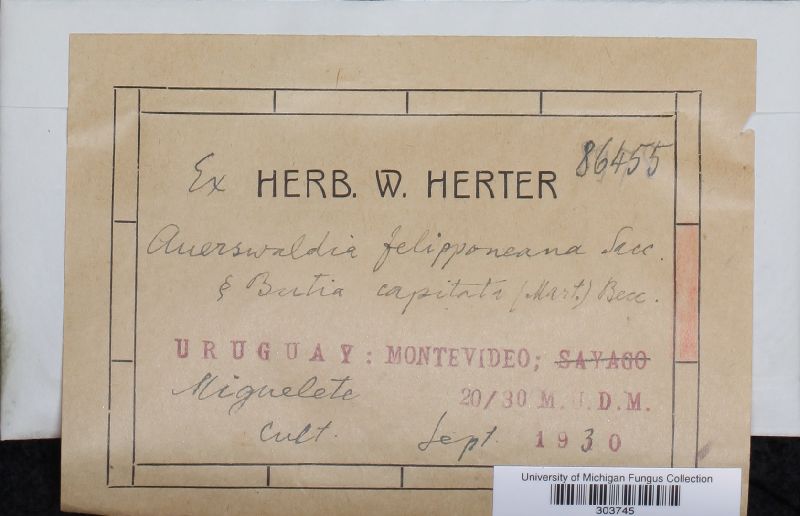 86455
Ex HERB. W. HERTER
Auerswaldia felipponeana Sacc.
§ Butia capitata (Mart.) Becc.
URUGUAY: MONTEVIDEO; SAYAGO
Miguelete 20/30 M.U.D.M.
Cult. Sept. 1930
University of Michigan Fungus Collection
303745